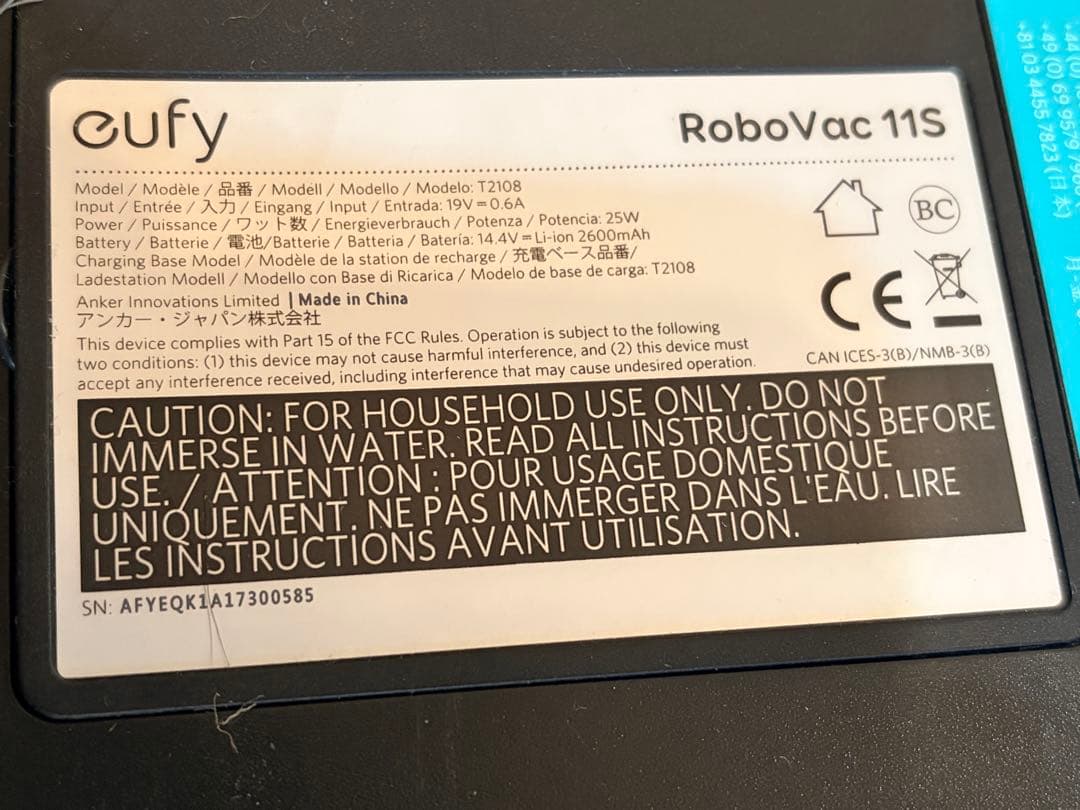 eufy
RoboVac 11S
Model / Modèle / 品番 / Modell / Modello / Modelo: T2108
Input / Entrée / 入力 / Eingang / Input / Entrada: 19V⎓0.6A
Power / Puissance / ワット数 / Energieverbrauch / Potenza / Potencia: 25W
Battery / Batterie / 電池/Batterie / Batteria / Batería: 14.4V⎓Li-ion 2600mAh
Charging Base Model / Modèle de la station de recharge / 充電ベース品番/
Ladestation Modell / Modello con Base di Ricarica / Modelo de base de carga: T2108
Anker Innovations Limited | Made in China
アンカー・ジャパン株式会社
This device complies with Part 15 of the FCC Rules. Operation is subject to the following
two conditions: (1) this device may not cause harmful interference, and (2) this device must
accept any interference received, including interference that may cause undesired operation.
BC
CE
CAN ICES-3(B)/NMB-3(B)
CAUTION: FOR HOUSEHOLD USE ONLY. DO NOT
IMMERSE IN WATER. READ ALL INSTRUCTIONS BEFORE
USE. / ATTENTION : POUR USAGE DOMESTIQUE
UNIQUEMENT. NE PAS IMMERGER DANS L'EAU. LIRE
LES INSTRUCTIONS AVANT UTILISATION.
SN: AFYEQK1A17300585
+49 (0) 69 9579
+81 03 4455 7823 (日本)